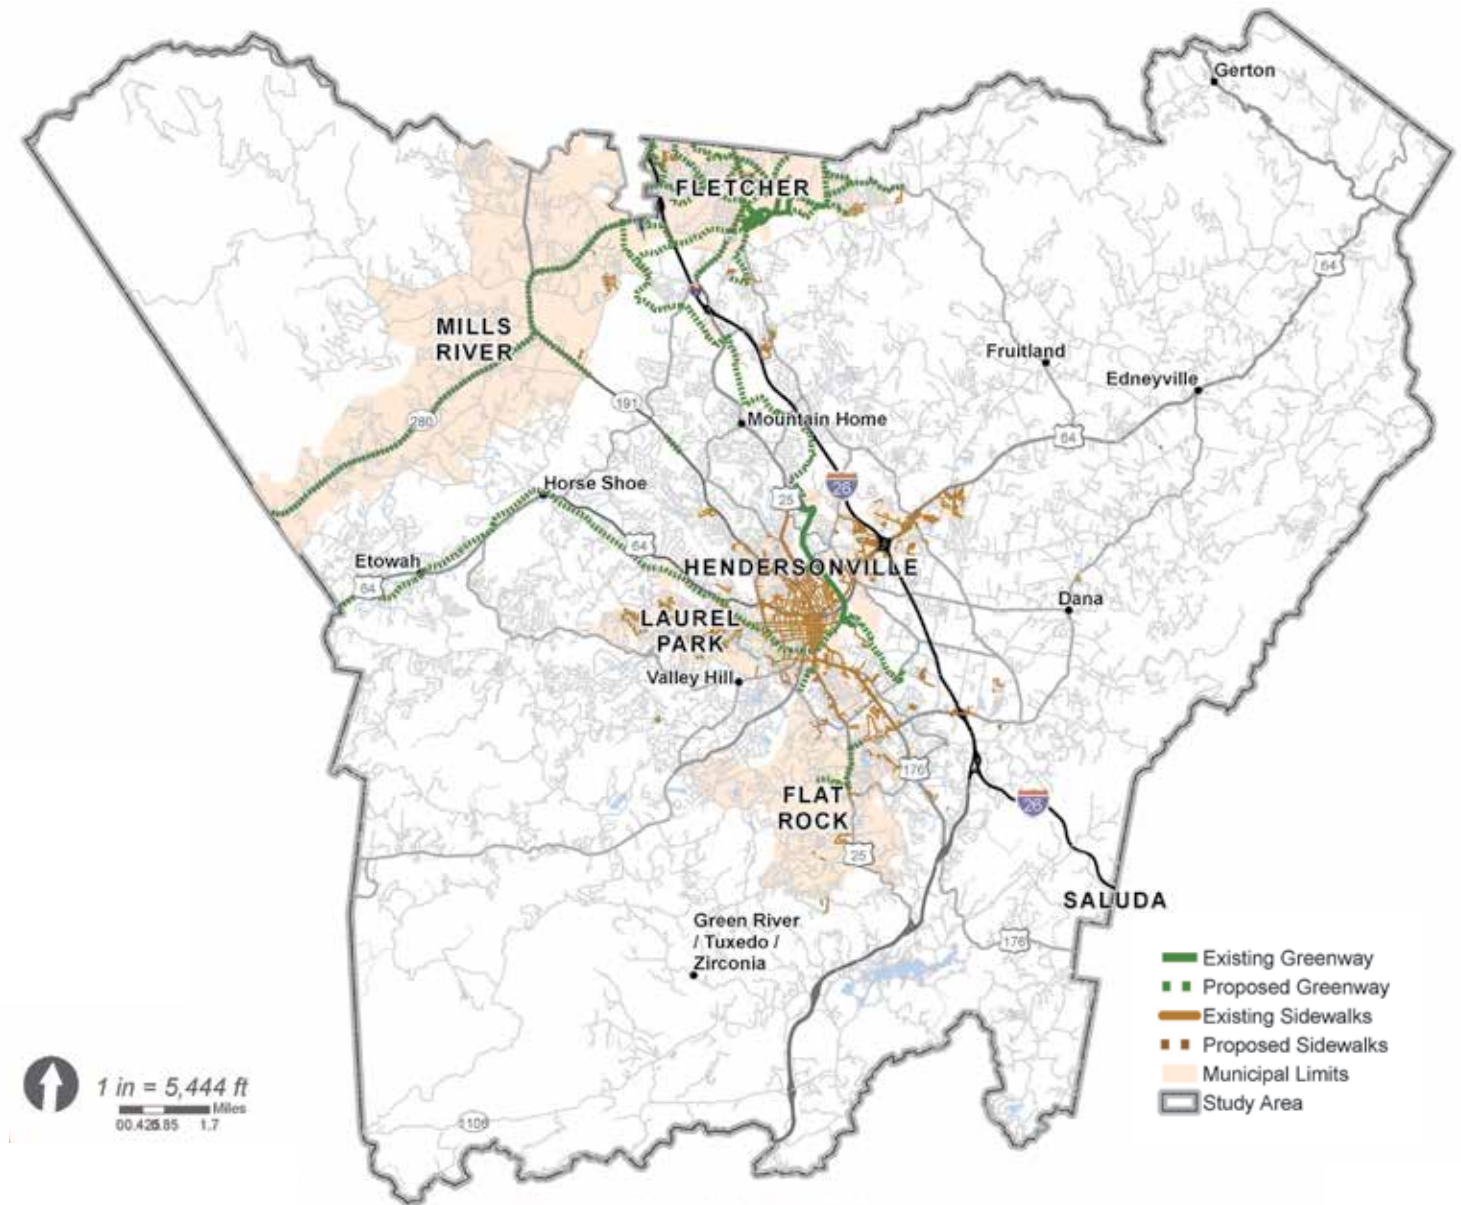 Gerton
FLETCHER
64
MILLS
RIVER
Fruitland
Edneyville
191
280
Mountain Home
64
Horse Shoe
26
25
64
HENDERSONVILLE
Etowah
64
Dana
LAUREL
PARK
Valley Hill
176
FLAT
ROCK
26
25
SALUDA
Green River
/ Tuxedo /
Zirconia
176
Existing Greenway
Proposed Greenway
Existing Sidewalks
Proposed Sidewalks
Municipal Limits
Study Area
1 in = 5,444 ft
Miles
1.7
1106